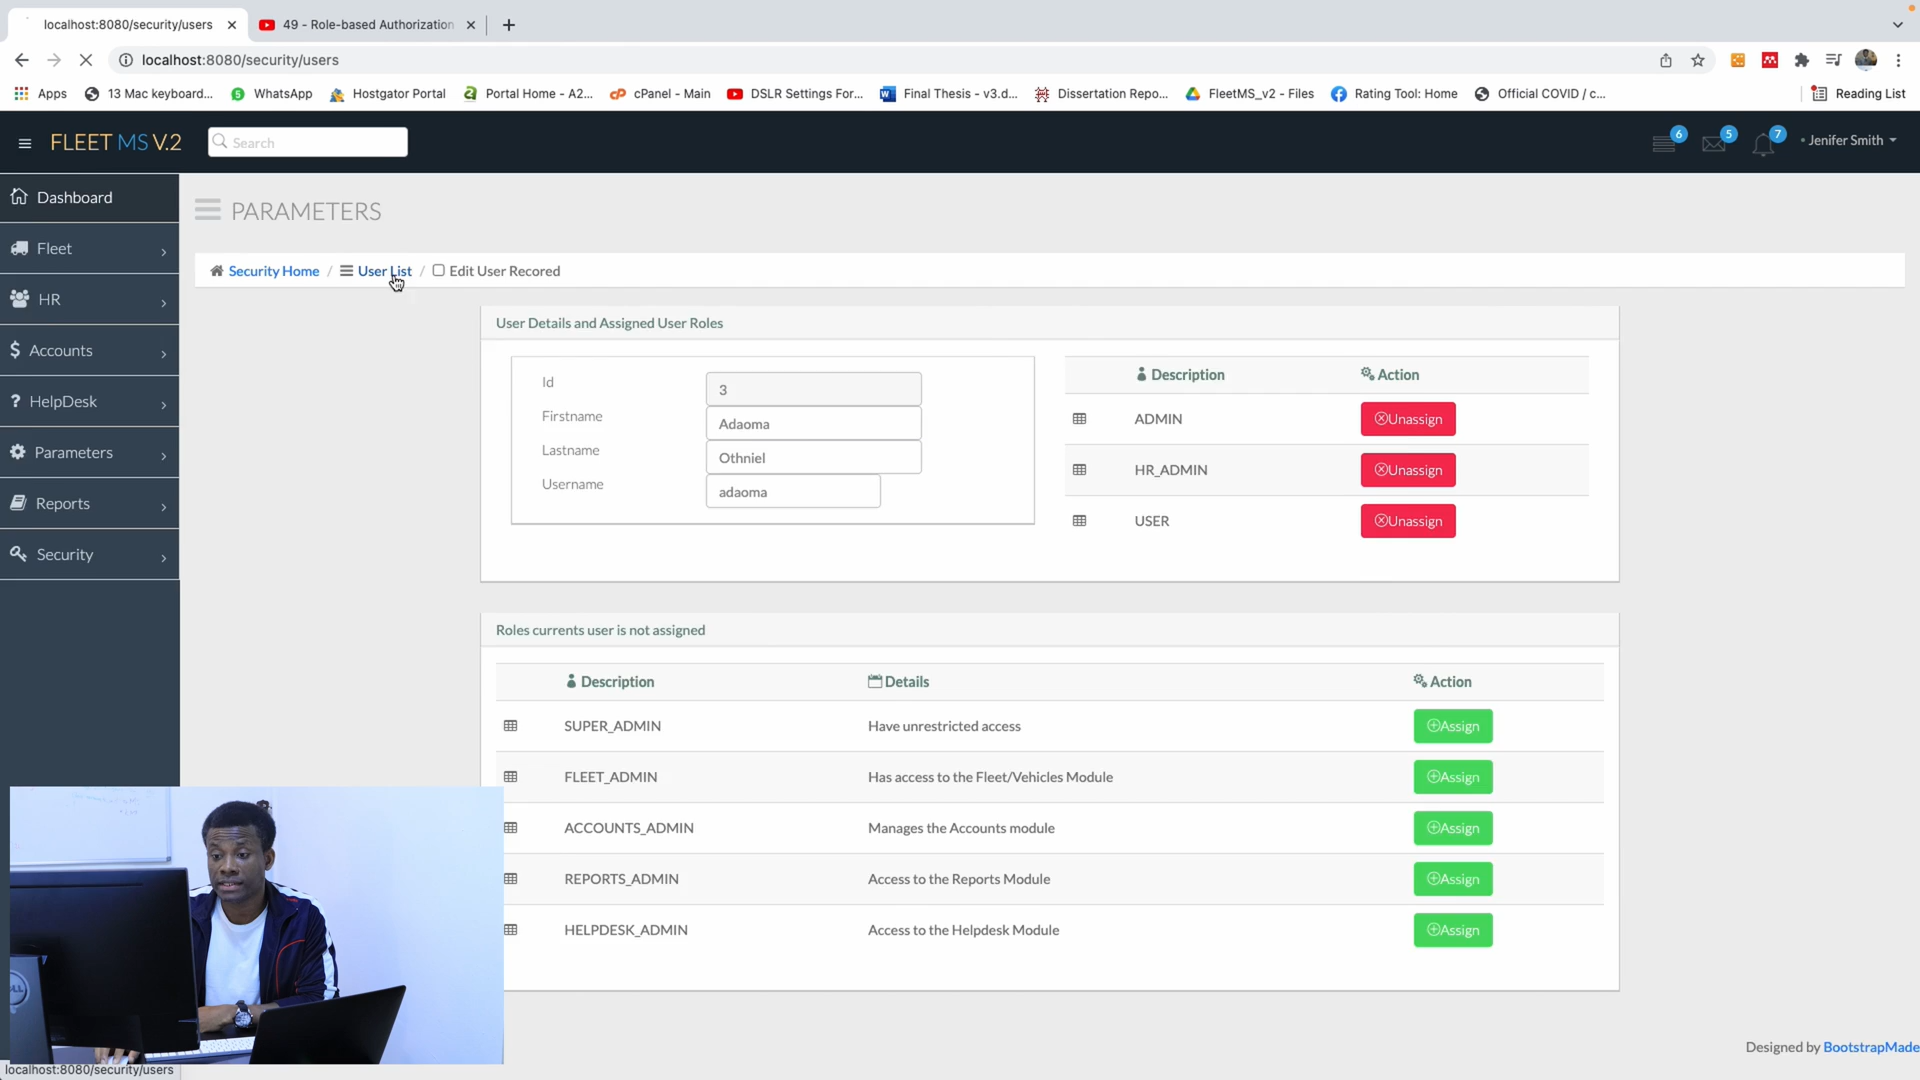 localhost:8080/security/users
49 - Role-based Authorization
localhost:8080/security/users
Apps
13 Mac keyboard...
WhatsApp
Hostgator Portal
Portal Home - A2...
cPanel - Main
DSLR Settings For...
Final Thesis - v3.d...
Dissertation Repo...
FleetMS_v2 - Files
Rating Tool: Home
Official COVID / c...
Reading List
FLEET MS V.2
Search
6
5
7
Jenifer Smith
Dashboard
Fleet
HR
Accounts
HelpDesk
Parameters
Reports
Security
PARAMETERS
Security Home / User List / Edit User Recored
User Details and Assigned User Roles
Id 3
Firstname Adaoma
Lastname Othniel
Username adaoma
Description Action
ADMIN Unassign
HR_ADMIN Unassign
USER Unassign
Roles currents user is not assigned
Description Details Action
SUPER_ADMIN Have unrestricted access Assign
FLEET_ADMIN Has access to the Fleet/Vehicles Module Assign
ACCOUNTS_ADMIN Manages the Accounts module Assign
REPORTS_ADMIN Access to the Reports Module Assign
HELPDESK_ADMIN Access to the Helpdesk Module Assign
DELL
Designed by BootstrapMade
localhost:8080/security/users